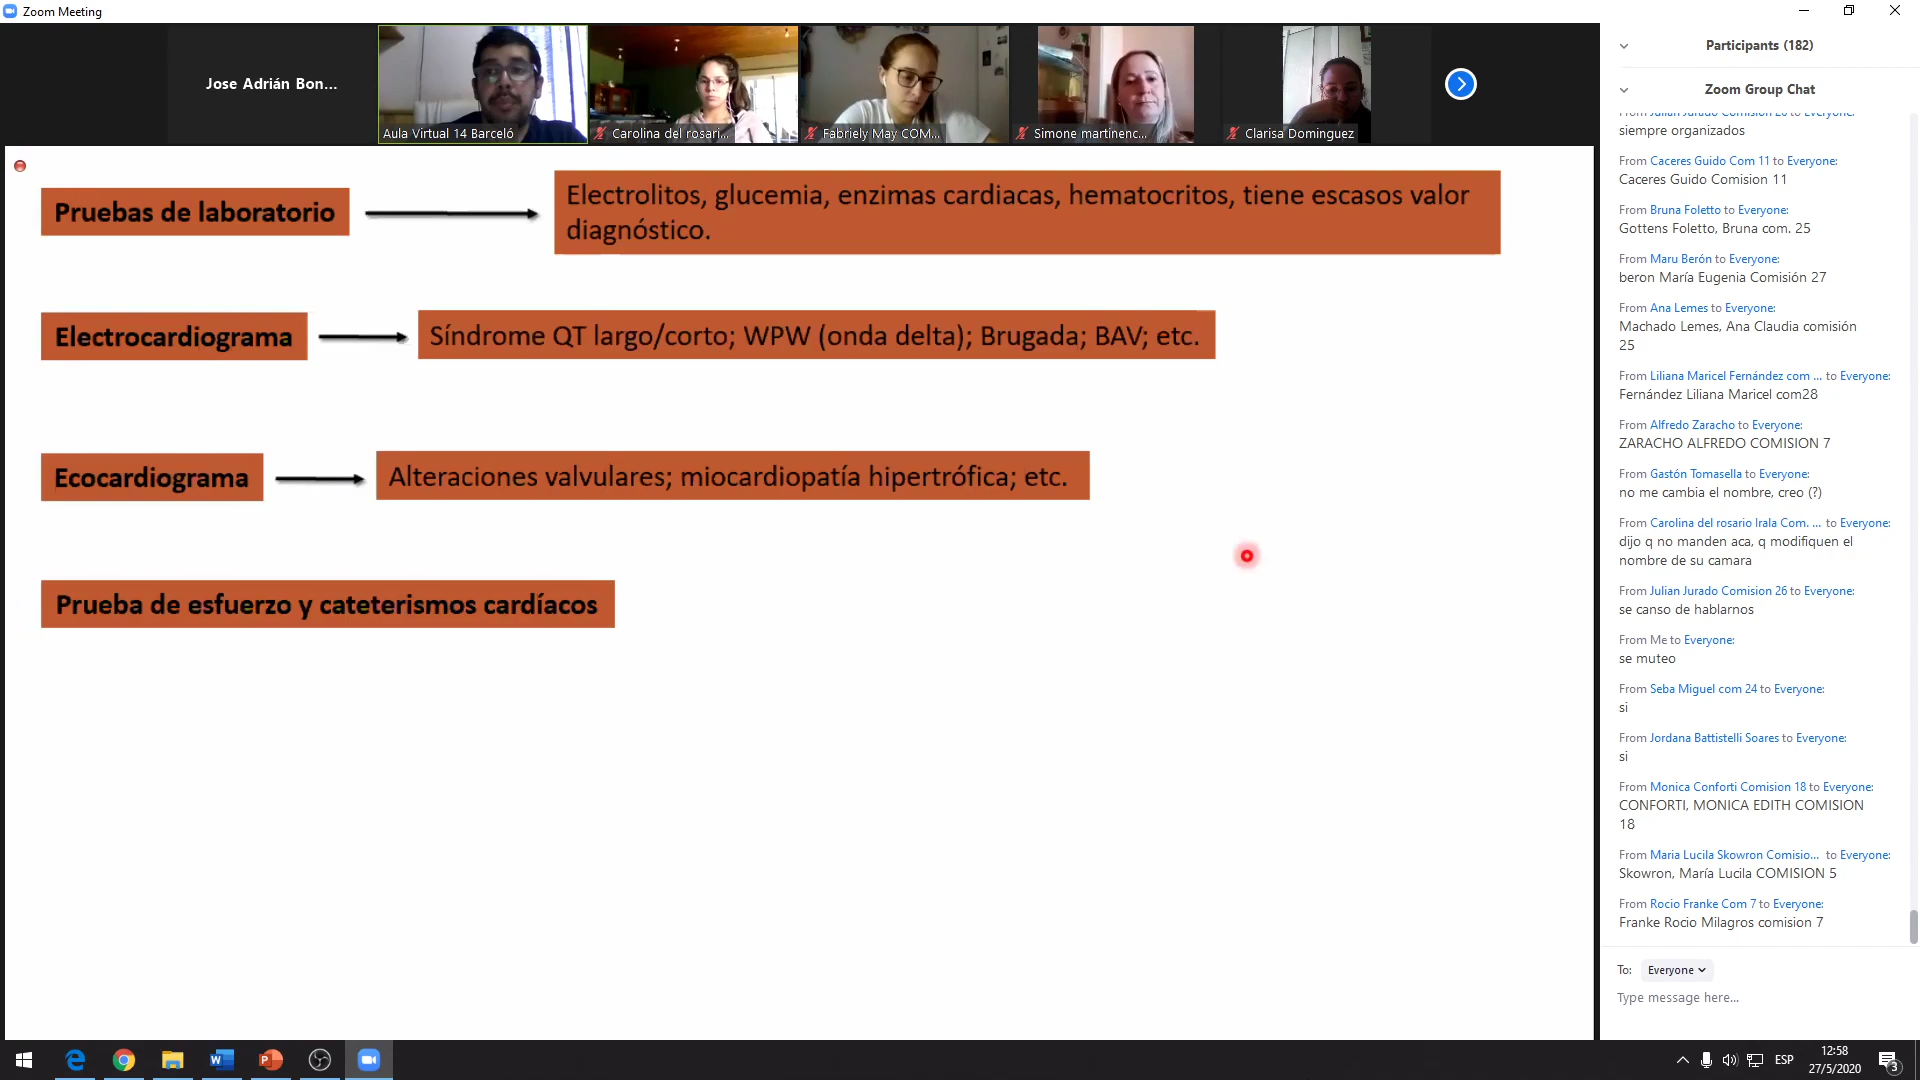 Zoom Meeting
Jose Adrián Bon...
Aula Virtual 14 Barceló
Carolina del rosari...
Fabriely May COM...
Simone martinenc...
Clarisa Dominguez
Pruebas de laboratorio
Electrolitos, glucemia, enzimas cardiacas, hematocritos, tiene escasos valor
diagnóstico.
Electrocardiograma
Síndrome QT largo/corto; WPW (onda delta); Brugada; BAV; etc.
Ecocardiograma
Alteraciones valvulares; miocardiopatía hipertrófica; etc.
Prueba de esfuerzo y cateterismos cardíacos
Participants (182)
Zoom Group Chat
From Julian Jurado Comision 26 to Everyone:
siempre organizados
From Caceres Guido Com 11 to Everyone:
Caceres Guido Comision 11
From Bruna Foletto to Everyone:
Gottens Foletto, Bruna com. 25
From Maru Berón to Everyone:
beron María Eugenia Comisión 27
From Ana Lemes to Everyone:
Machado Lemes, Ana Claudia comisión
25
From Liliana Maricel Fernández com ... to Everyone:
Fernández Liliana Maricel com28
From Alfredo Zaracho to Everyone:
ZARACHO ALFREDO COMISION 7
From Gastón Tomasella to Everyone:
no me cambia el nombre, creo (?)
From Carolina del rosario Irala Com. ... to Everyone:
dijo q no manden aca, q modifiquen el
nombre de su camara
From Julian Jurado Comision 26 to Everyone:
se canso de hablarnos
From Me to Everyone:
se muteo
From Seba Miguel com 24 to Everyone:
si
From Jordana Battistelli Soares to Everyone:
si
From Monica Conforti Comision 18 to Everyone:
CONFORTI, MONICA EDITH COMISION
18
From Maria Lucila Skowron Comisio... to Everyone:
Skowron, María Lucila COMISION 5
From Rocio Franke Com 7 to Everyone:
Franke Rocio Milagros comision 7
To: Everyone
Type message here...
ESP
12:58
27/5/2020
3